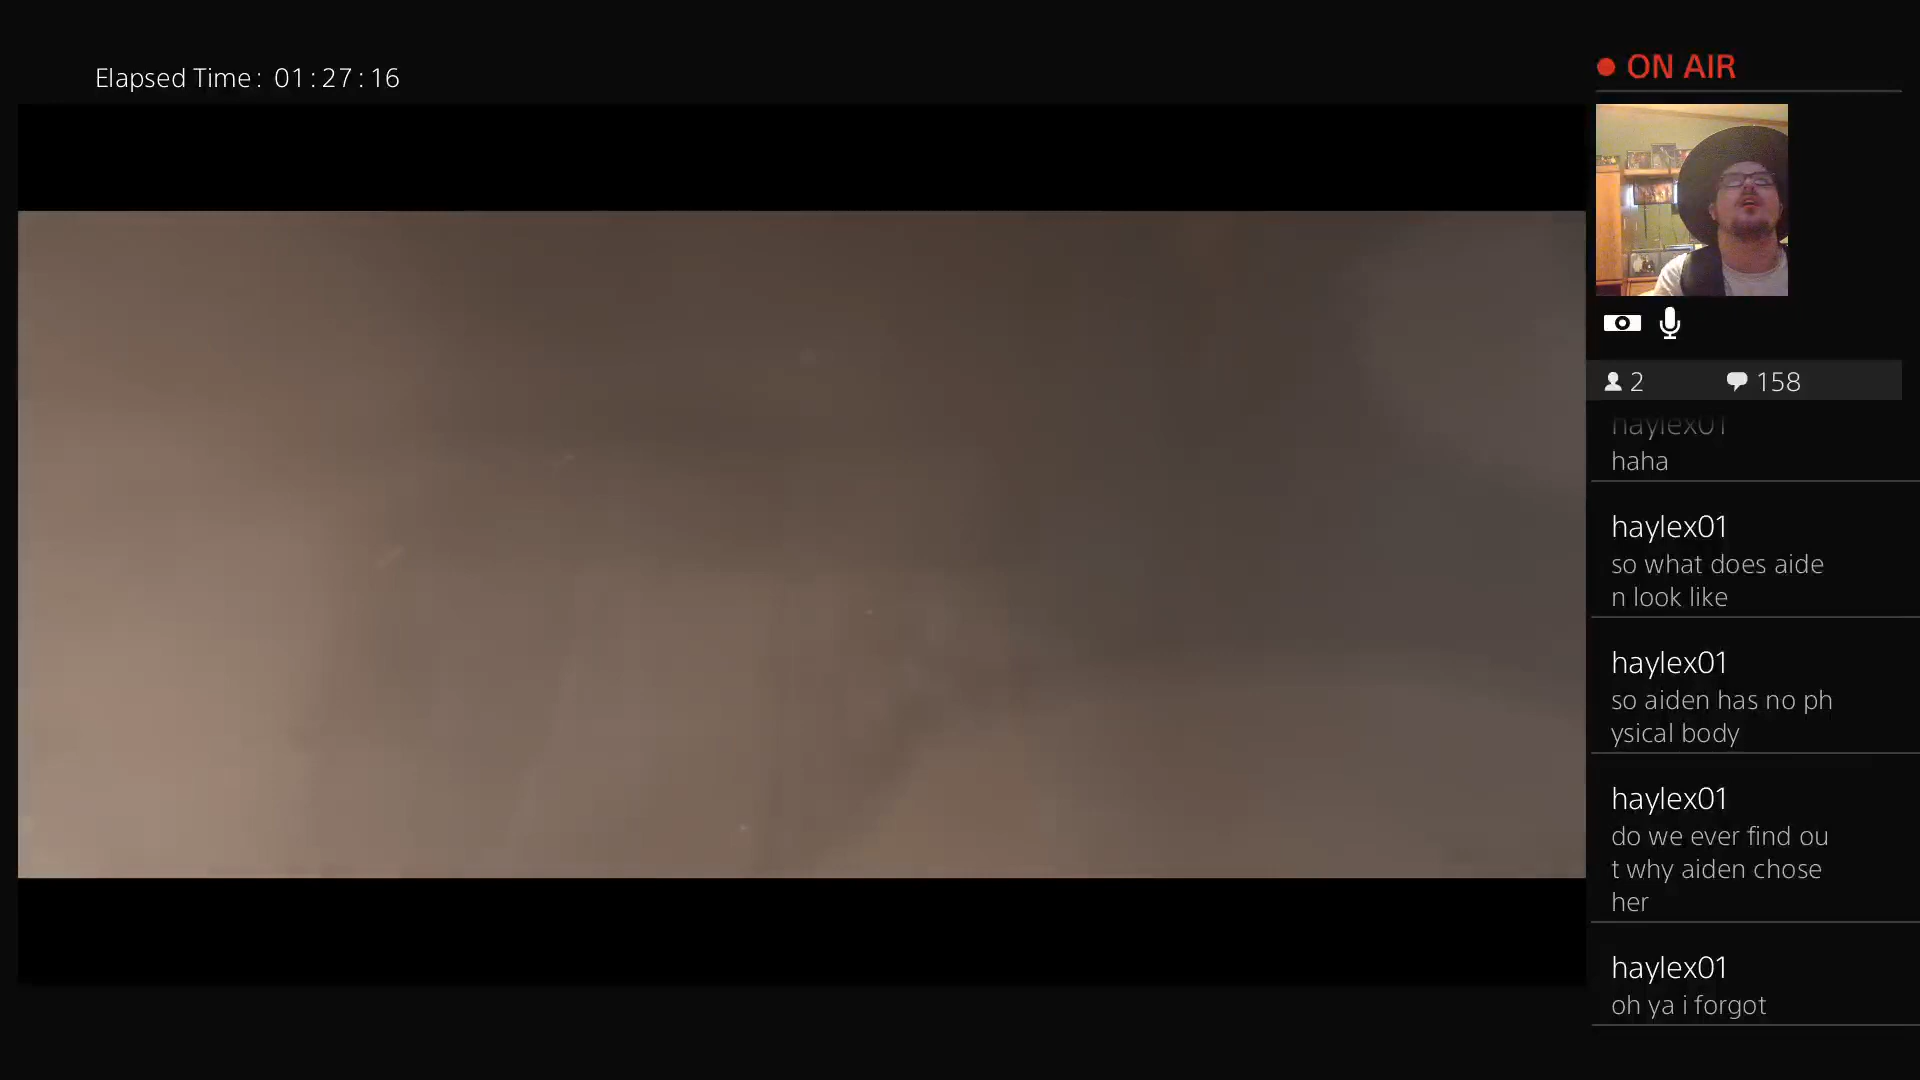 Elapsed Time: 01:27:16
ON AIR
2
158
haylex01
haha
haylex01
so what does aide
n look like
haylex01
so aiden has no ph
ysical body
haylex01
do we ever find ou
t why aiden chose
her
haylex01
oh ya i forgot